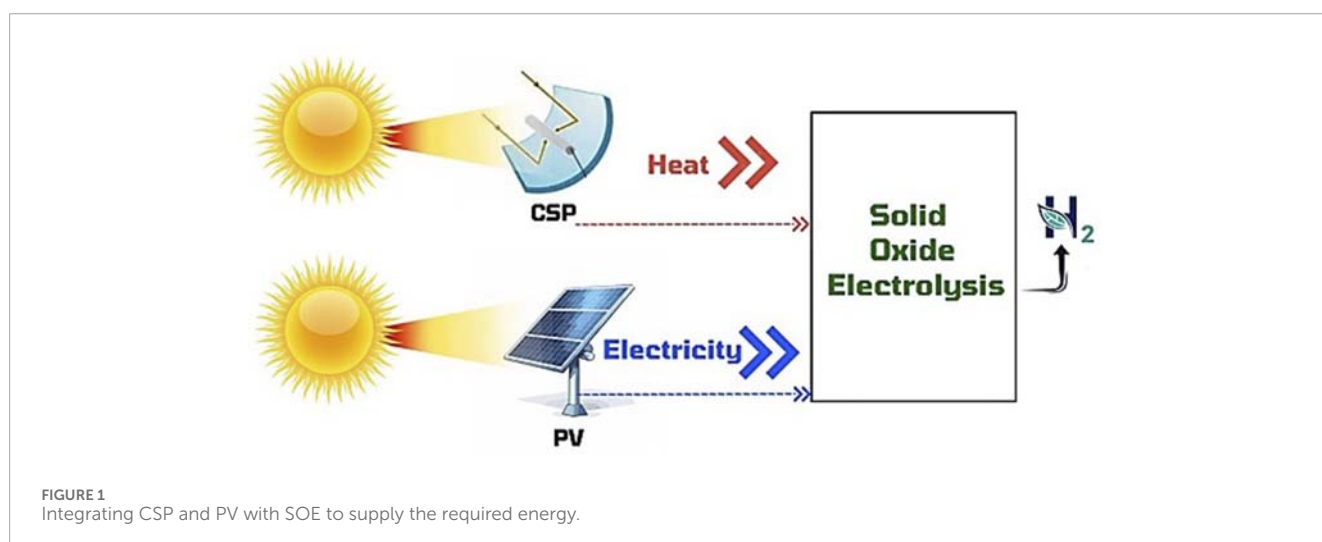 Heat
CSP
Solid
Oxide
Electrolysis
H2
Electricity
PV
FIGURE 1
Integrating CSP and PV with SOE to supply the required energy.